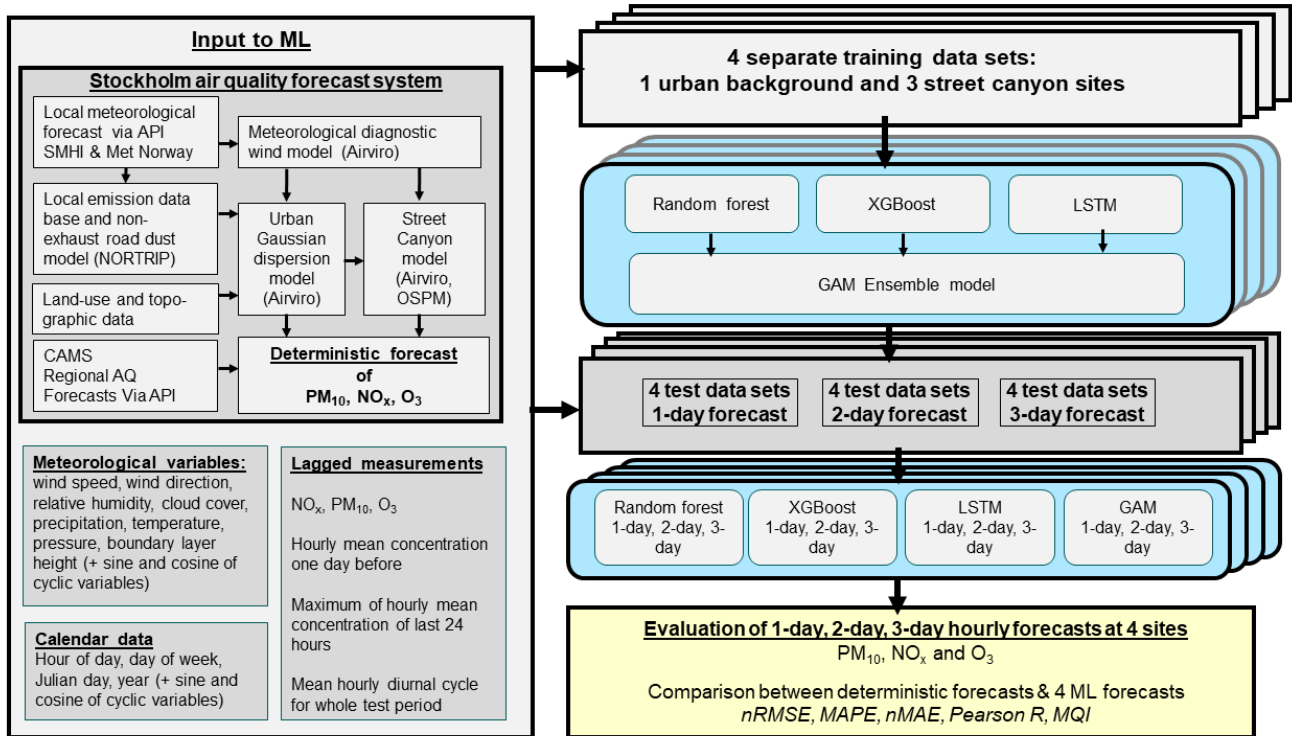 Input to ML
Stockholm air quality forecast system
Local meteorological
forecast via API
SMHI & Met Norway
Meteorological diagnostic
wind model (Airviro)
Local emission data
base and non-
exhaust road dust
model (NORTRIP)
Urban
Gaussian
dispersion
model
(Airviro)
Street
Canyon
model
(Airviro,
OSPM)
Land-use and topo-
graphic data
CAMS
Regional AQ
Forecasts Via API
Deterministic forecast
of
PM₁₀, NOₓ, O₃
Meteorological variables:
wind speed, wind direction,
relative humidity, cloud cover,
precipitation, temperature,
pressure, boundary layer
height (+ sine and cosine of
cyclic variables)
Calendar data
Hour of day, day of week,
Julian day, year (+ sine and
cosine of cyclic variables)
Lagged measurements
NOₓ, PM₁₀, O₃
Hourly mean concentration
one day before
Maximum of hourly mean
concentration of last 24
hours
Mean hourly diurnal cycle
for whole test period
4 separate training data sets:
1 urban background and 3 street canyon sites
Random forest
XGBoost
LSTM
GAM Ensemble model
4 test data sets
1-day forecast
4 test data sets
2-day forecast
4 test data sets
3-day forecast
Random forest
1-day, 2-day, 3-
day
XGBoost
1-day, 2-day, 3-
day
LSTM
1-day, 2-day, 3-
day
GAM
1-day, 2-day, 3-
day
Evaluation of 1-day, 2-day, 3-day hourly forecasts at 4 sites
PM₁₀, NOₓ and O₃
Comparison between deterministic forecasts & 4 ML forecasts
nRMSE, MAPE, nMAE, Pearson R, MQI